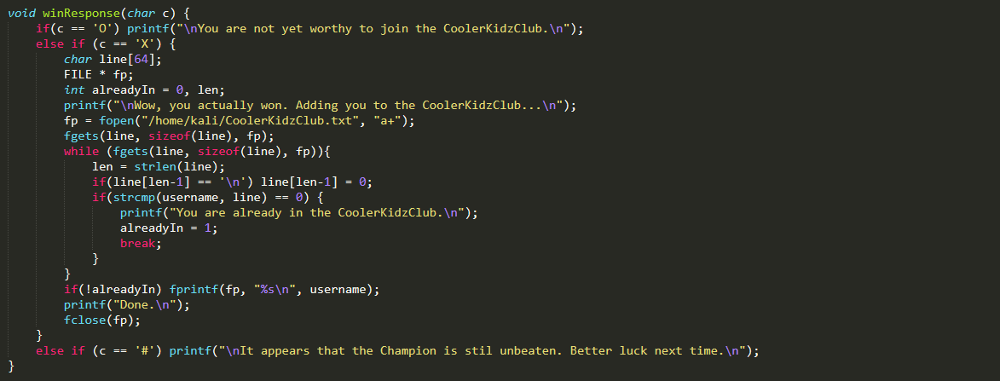 void winResponse(char c) {
    if(c == 'O') printf("\nYou are not yet worthy to join the CoolerKidzClub.\n");
    else if (c == 'X') {
        char line[64];
        FILE * fp;
        int alreadyIn = 0, len;
        printf("\nWow, you actually won. Adding you to the CoolerKidzClub...\n");
        fp = fopen("/home/kali/CoolerKidzClub.txt", "a+");
        fgets(line, sizeof(line), fp);
        while (fgets(line, sizeof(line), fp)){
            len = strlen(line);
            if(line[len-1] == '\n') line[len-1] = 0;
            if(strcmp(username, line) == 0) {
                printf("You are already in the CoolerKidzClub.\n");
                alreadyIn = 1;
                break;
            }
        }
        if(!alreadyIn) fprintf(fp, "%s\n", username);
        printf("Done.\n");
        fclose(fp);
    }
    else if (c == '#') printf("\nIt appears that the Champion is stil unbeaten. Better luck next time.\n");
}